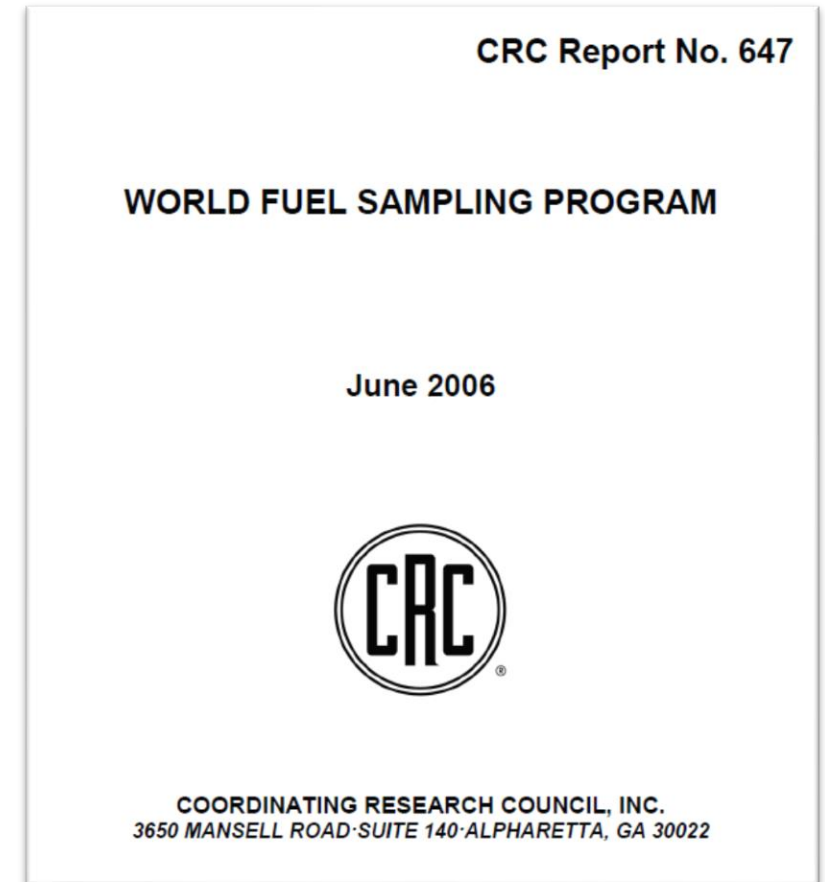 CRC Report No. 647
WORLD FUEL SAMPLING PROGRAM
June 2006
CRC
®
COORDINATING RESEARCH COUNCIL, INC.
3650 MANSELL ROAD·SUITE 140·ALPHARETTA, GA 30022